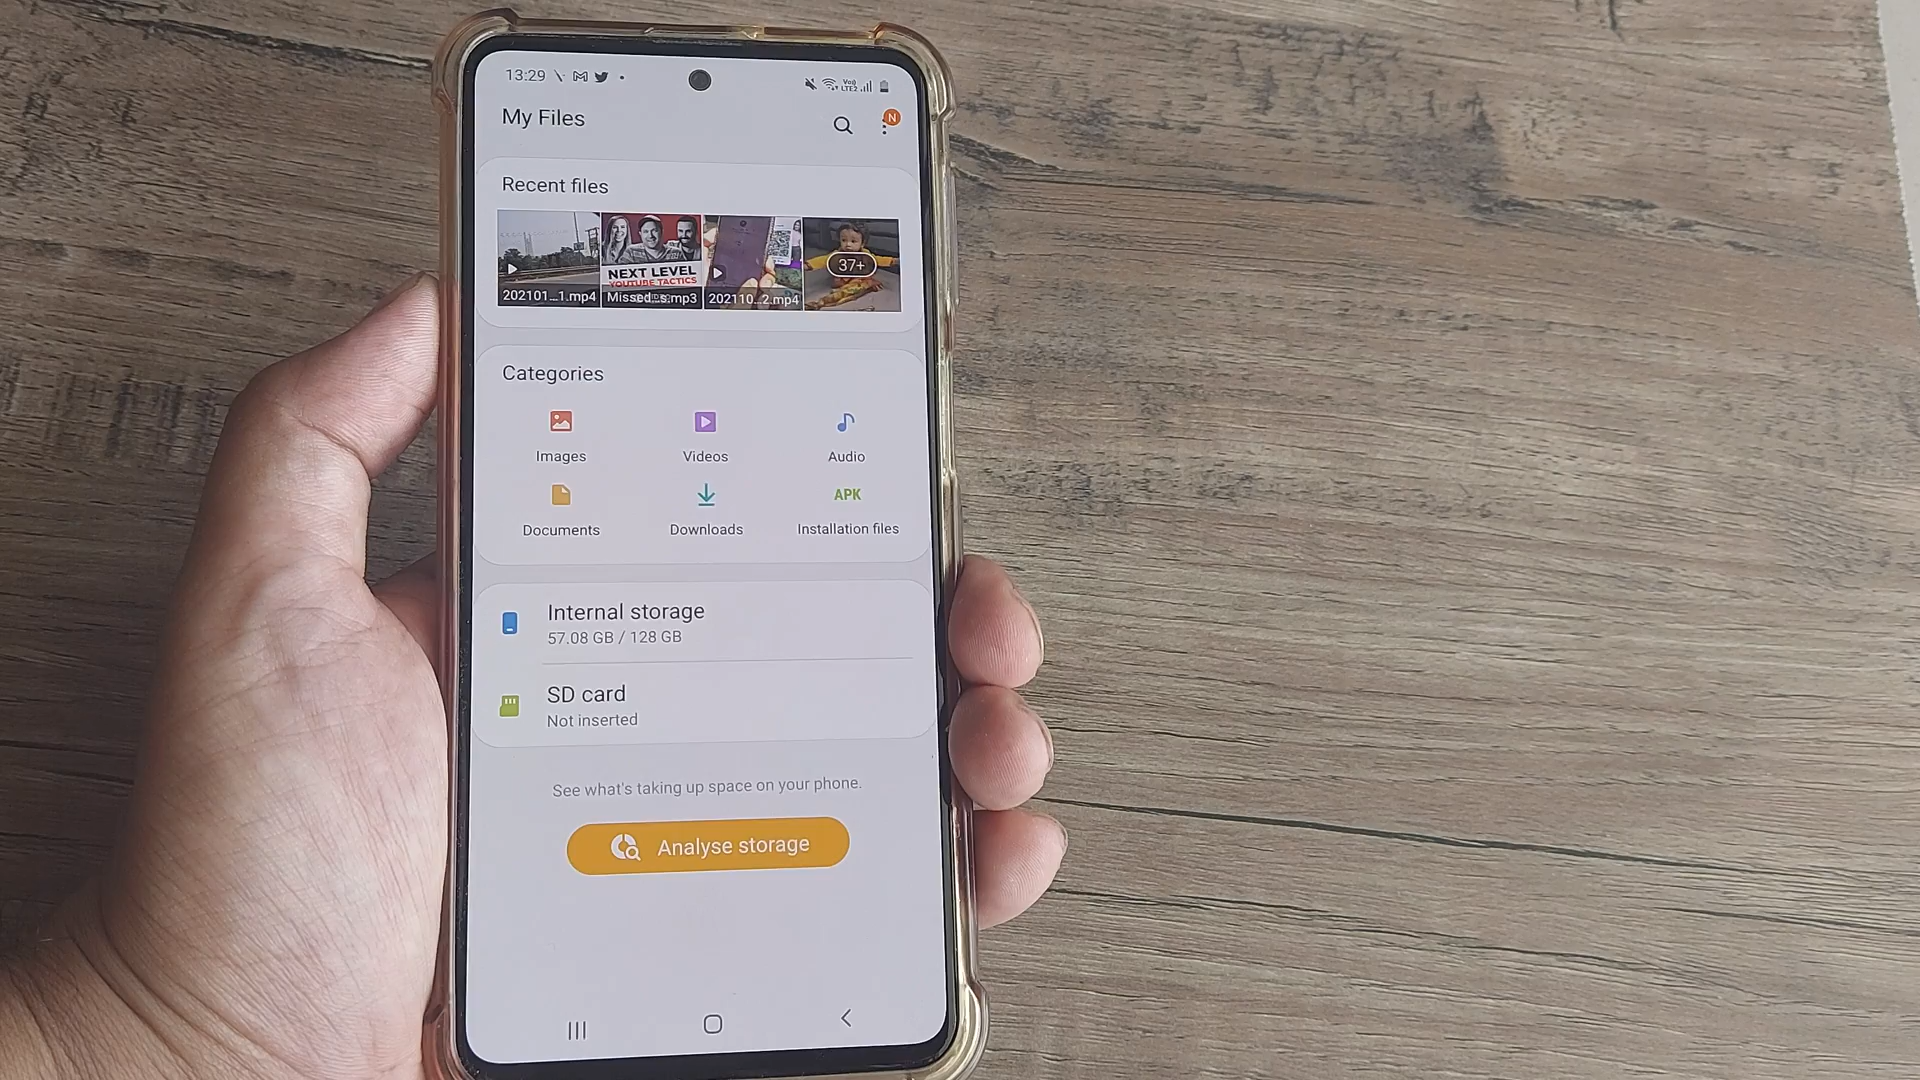 13:29
Voo)
LTE2
My Files
N
Recent files
NEXT LEVEL
YOUTUBE TACTICS
202101...1.mp4
Missed...s.mp3
202110...2.mp4
37+
Categories
Images
Videos
Audio
APK
Documents
Downloads
Installation files
Internal storage
57.08 GB / 128 GB
SD card
Not inserted
See what's taking up space on your phone.
Analyse storage